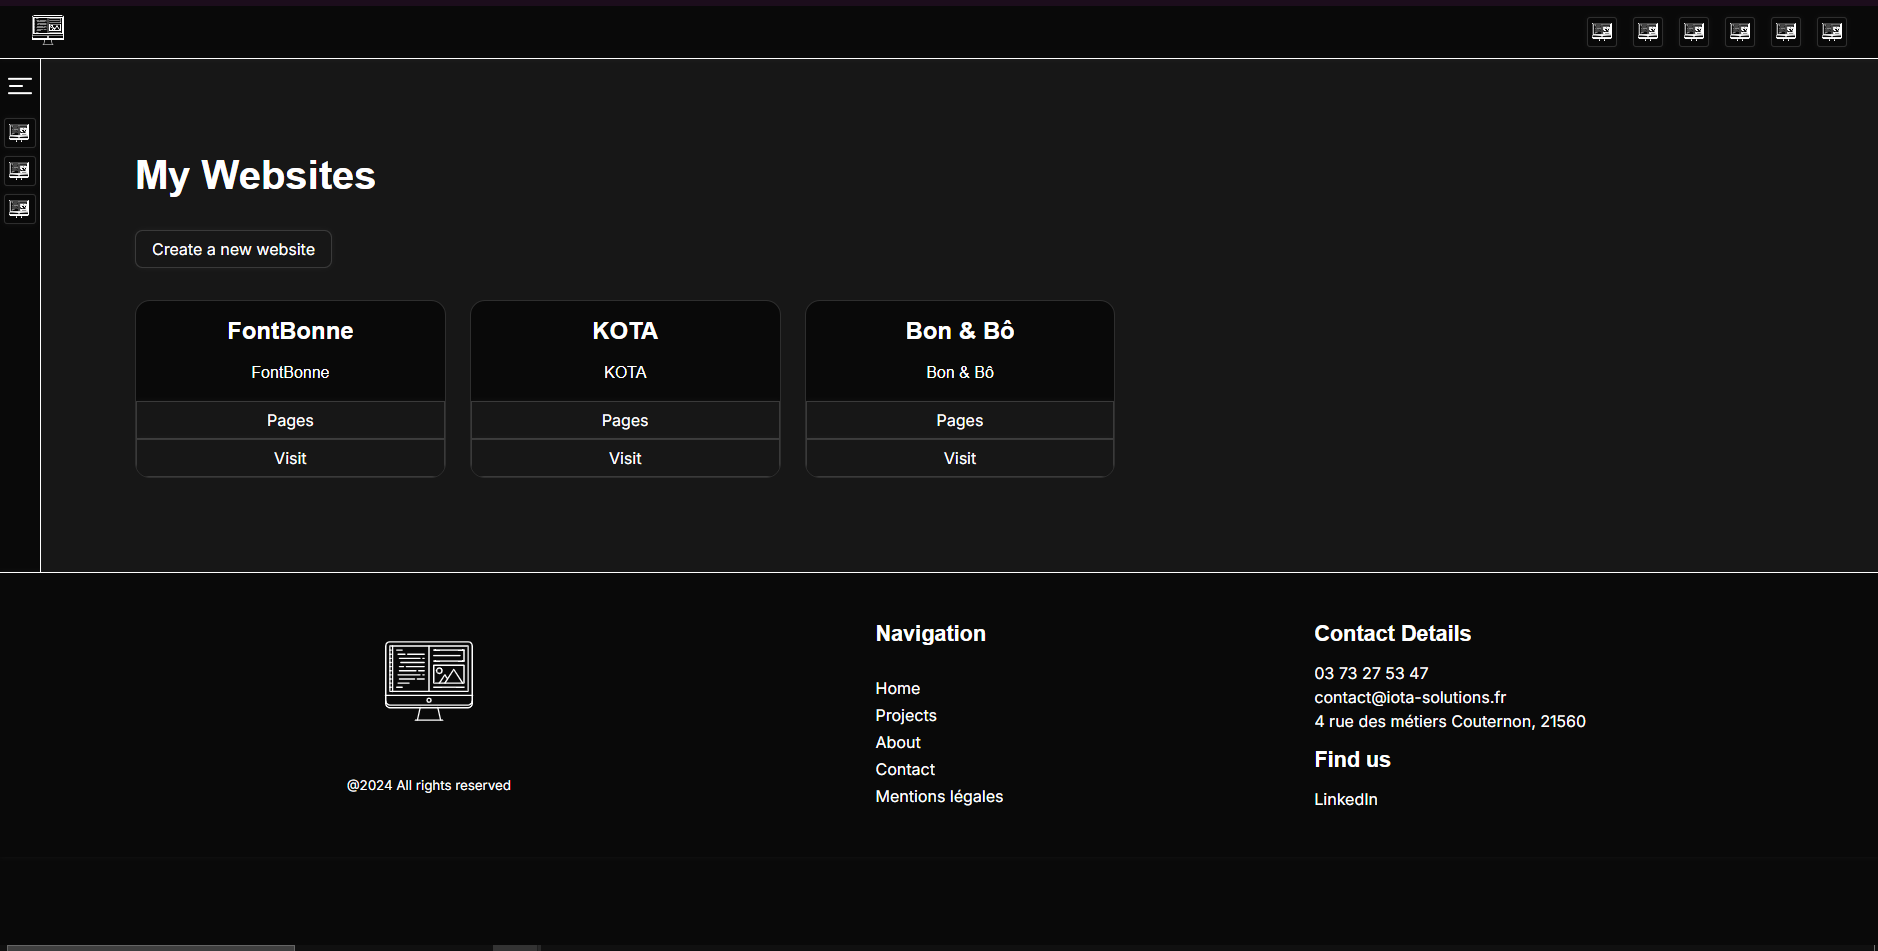 My Websites
Create a new website
FontBonne
FontBonne
Pages
Visit
KOTA
KOTA
Pages
Visit
Bon & Bô
Bon & Bô
Pages
Visit
@2024 All rights reserved
Navigation
Home
Projects
About
Contact
Mentions légales
Contact Details
03 73 27 53 47
contact@iota-solutions.fr
4 rue des métiers Couternon, 21560
Find us
LinkedIn